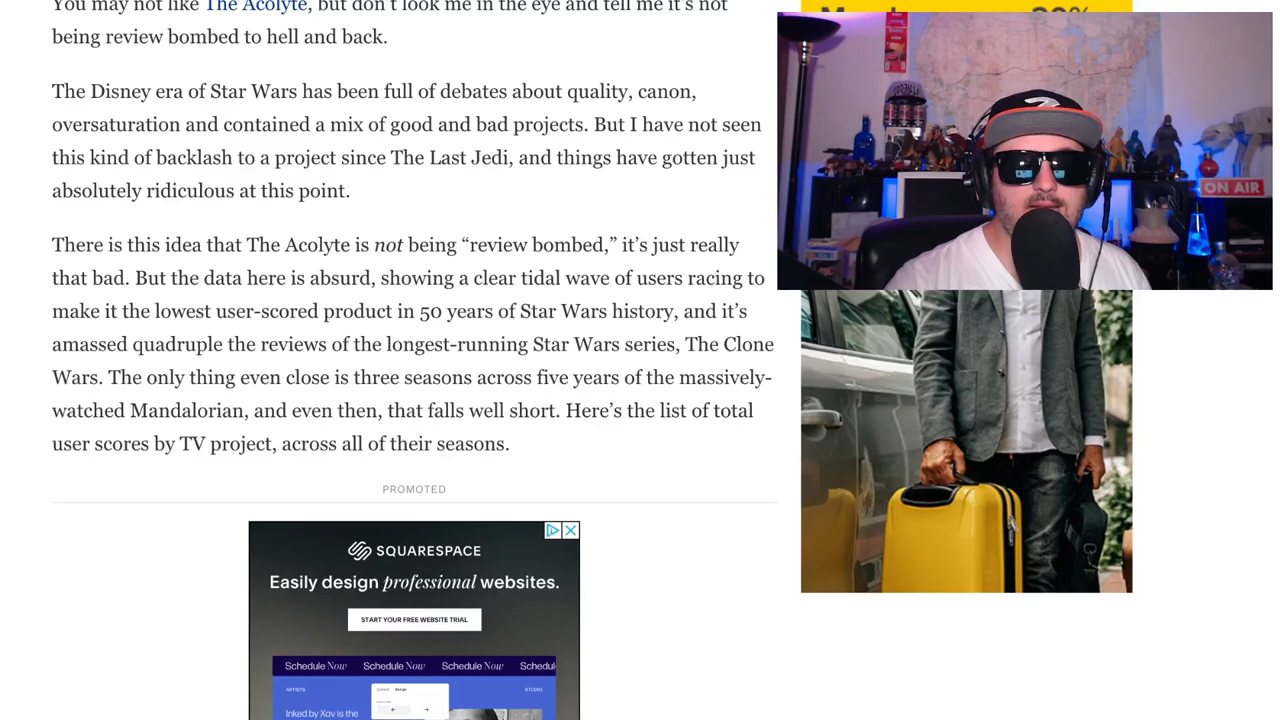 You may not like The Acolyte, but don't look me in the eye and tell me it's not
being review bombed to hell and back.
The Disney era of Star Wars has been full of debates about quality, canon,
oversaturation and contained a mix of good and bad projects. But I have not seen
this kind of backlash to a project since The Last Jedi, and things have gotten just
absolutely ridiculous at this point.
There is this idea that The Acolyte is not being “review bombed,” it’s just really
that bad. But the data here is absurd, showing a clear tidal wave of users racing to
make it the lowest user-scored product in 50 years of Star Wars history, and it’s
amassed quadruple the reviews of the longest-running Star Wars series, The Clone
Wars. The only thing even close is three seasons across five years of the massively-
watched Mandalorian, and even then, that falls well short. Here’s the list of total
user scores by TV project, across all of their seasons.
PROMOTED
SQUARESPACE
Easily design professional websites.
START YOUR FREE WEBSITE TRIAL
Schedule Now Schedule Now Schedule Now Schedul
ARTISTS
STUDIO
Inked by Xav is the
ON AIR